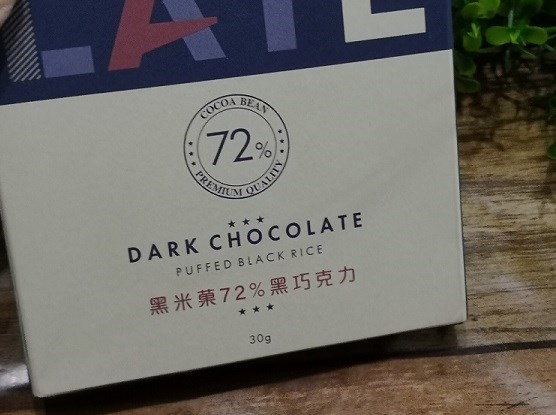 LATE
COCOA BEAN
72%
PREMIUM QUALITY
DARK CHOCOLATE
PUFFED BLACK RICE
黑米菓72%黑巧克力
30g